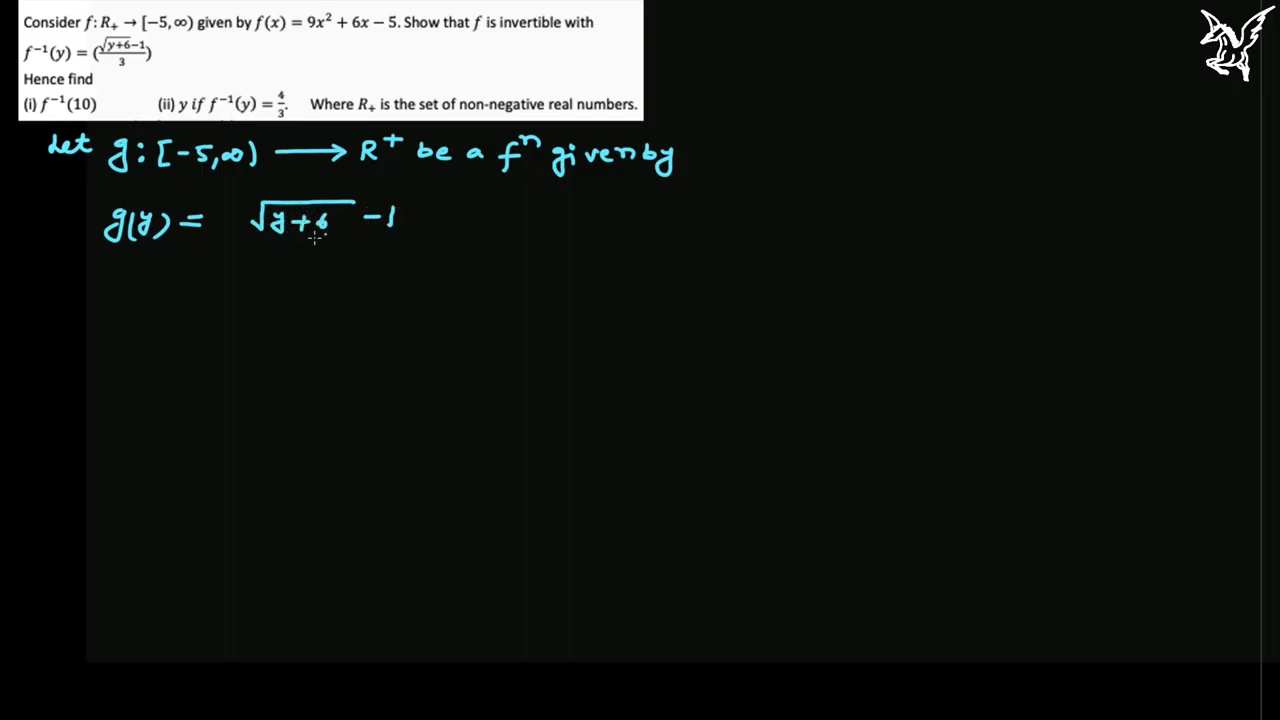 Consider f: R₊ → [−5, ∞) given by f(x) = 9x² + 6x − 5. Show that f is invertible with
f⁻¹(y) = (√(y+6)−1 / 3)
Hence find
(i) f⁻¹(10) (ii) y if f⁻¹(y) = 4/3. Where R₊ is the set of non-negative real numbers.
Let g : [-5,∞) ⟶ R⁺ be a fⁿ given by
g(y) = √(y+6) -1